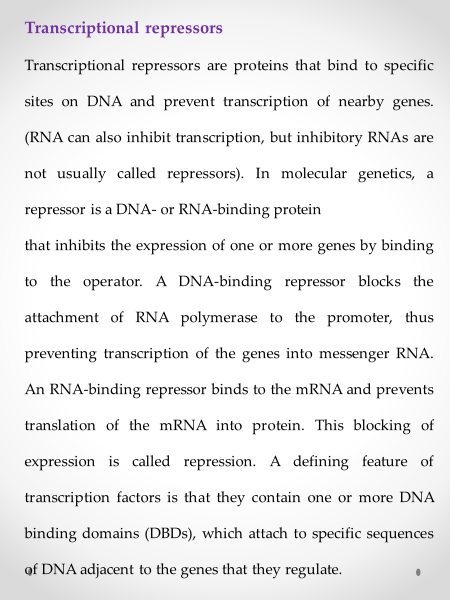 Transcriptional repressors
Transcriptional repressors are proteins that bind to specific
sites on DNA and prevent transcription of nearby genes.
(RNA can also inhibit transcription, but inhibitory RNAs are
not usually called repressors). In molecular genetics, a
repressor is a DNA- or RNA-binding protein
that inhibits the expression of one or more genes by binding
to the operator. A DNA-binding repressor blocks the
attachment of RNA polymerase to the promoter, thus
preventing transcription of the genes into messenger RNA.
An RNA-binding repressor binds to the mRNA and prevents
translation of the mRNA into protein. This blocking of
expression is called repression. A defining feature of
transcription factors is that they contain one or more DNA
binding domains (DBDs), which attach to specific sequences
of DNA adjacent to the genes that they regulate.